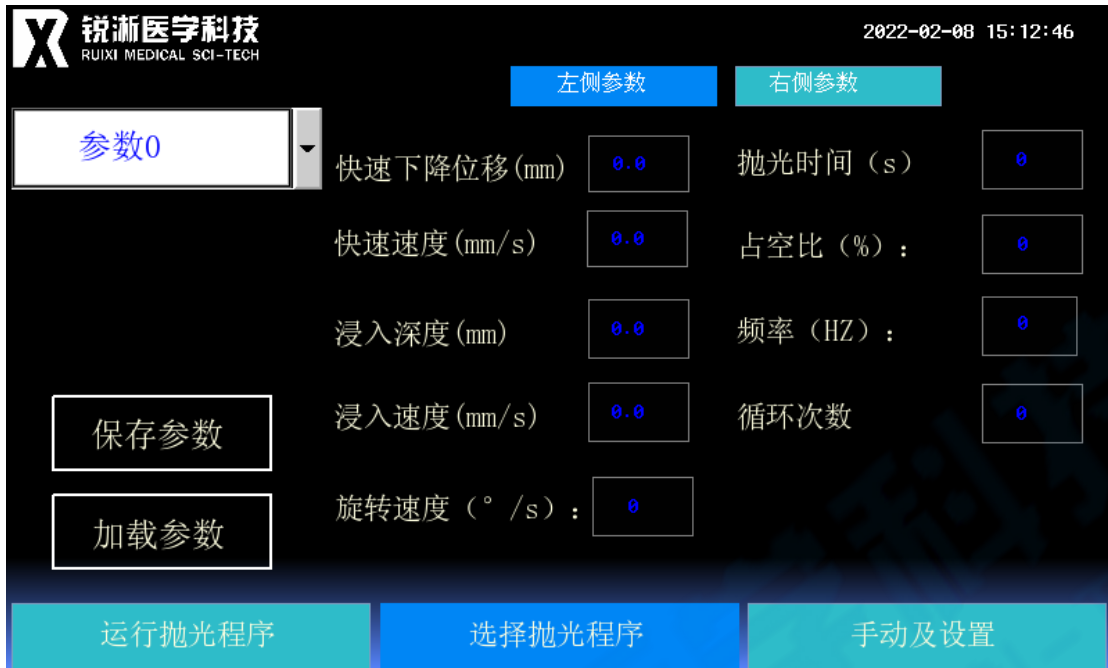 锐浙医学科技
RUIXI MEDICAL SCI-TECH
2022-02-08 15:12:46
左侧参数
右侧参数
参数0
快速下降位移(mm) 0.0
抛光时间（s） 0
快速速度(mm/s) 0.0
占空比（%）： 0
浸入深度(mm) 0.0
频率（HZ）： 0
浸入速度(mm/s) 0.0
循环次数 0
旋转速度（°/s）： 0
保存参数
加载参数
运行抛光程序
选择抛光程序
手动及设置